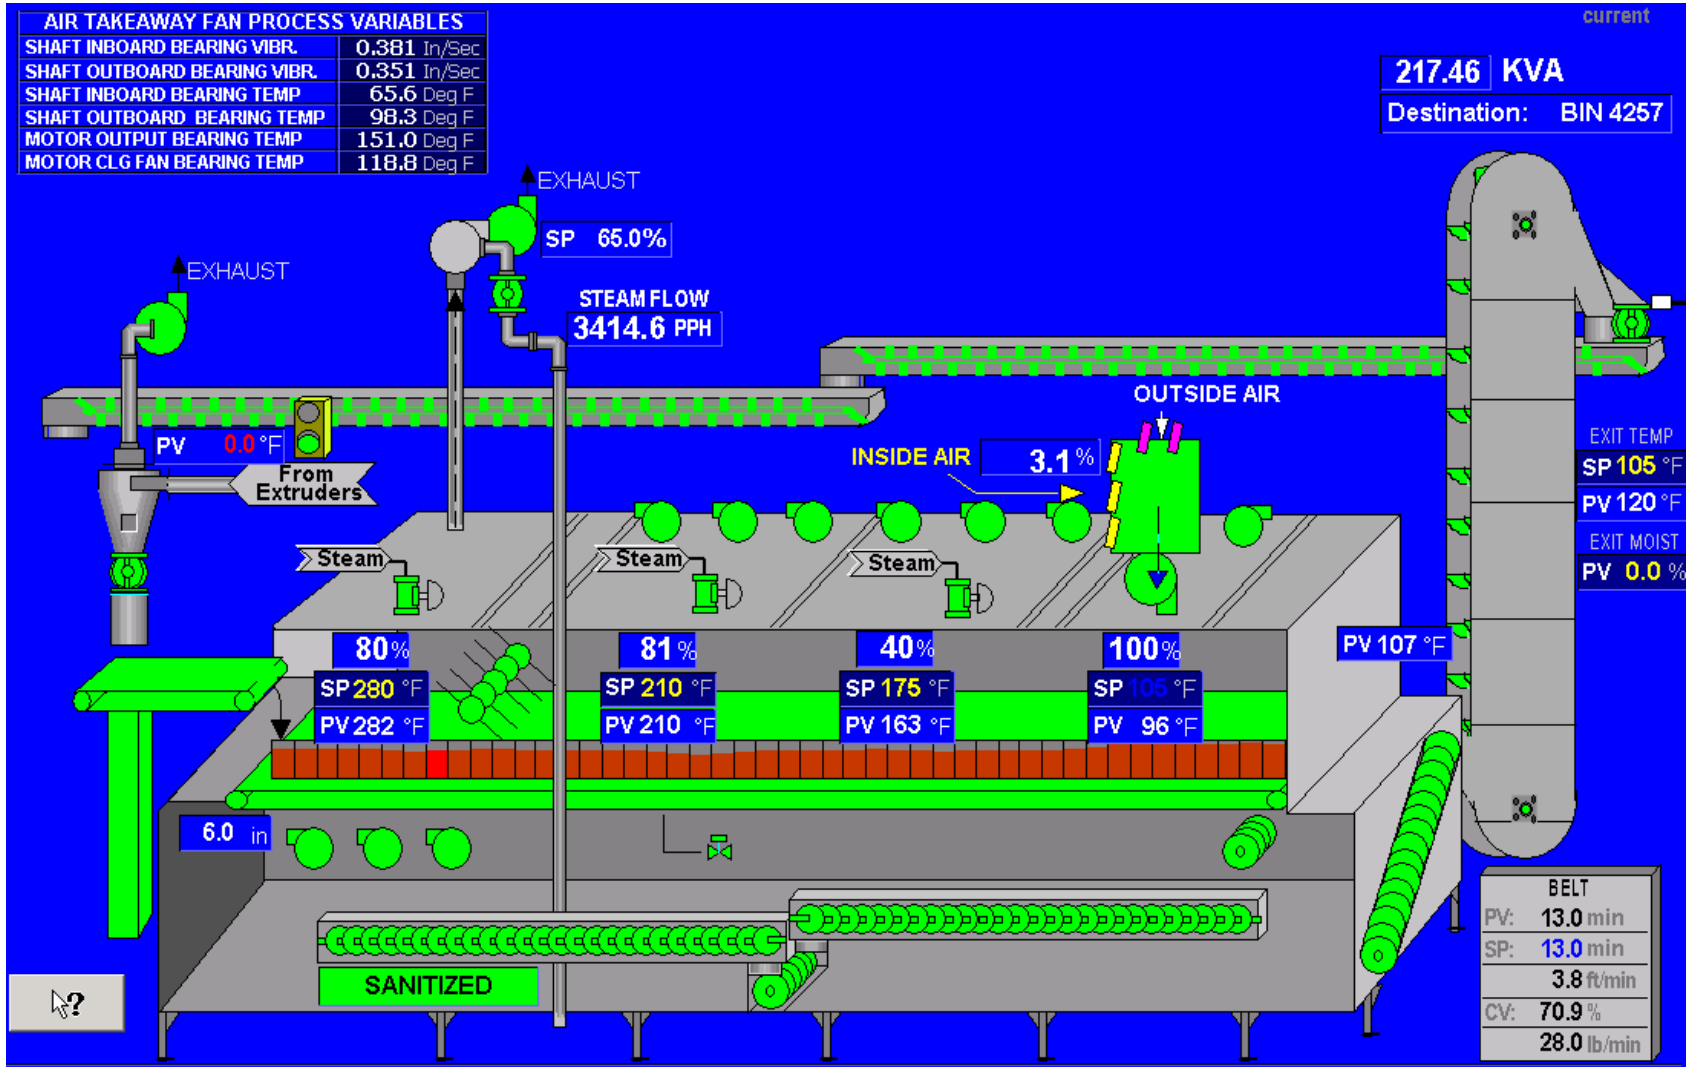 current
AIR TAKEAWAY FAN PROCESS VARIABLES
SHAFT INBOARD BEARING VIBR. 0.381 In/Sec
SHAFT OUTBOARD BEARING VIBR. 0.351 In/Sec
SHAFT INBOARD BEARING TEMP 65.6 Deg F
SHAFT OUTBOARD BEARING TEMP 98.3 Deg F
MOTOR OUTPUT BEARING TEMP 151.0 Deg F
MOTOR CLG FAN BEARING TEMP 118.8 Deg F
217.46 KVA
Destination: BIN 4257
EXHAUST
SP 65.0%
EXHAUST
STEAM FLOW
3414.6 PPH
OUTSIDE AIR
PV 0.0 °F
INSIDE AIR 3.1 %
From
Extruders
EXIT TEMP
SP 105 °F
PV 120 °F
EXIT MOIST
PV 0.0 %
Steam
Steam
Steam
80%
SP 280 °F
PV 282 °F
81 %
SP 210 °F
PV 210 °F
40%
SP 175 °F
PV 163 °F
100%
SP 105 °F
PV 96 °F
PV 107 °F
6.0 in
SANITIZED
BELT
PV: 13.0 min
SP: 13.0 min
3.8 ft/min
CV: 70.9 %
28.0 lb/min
?